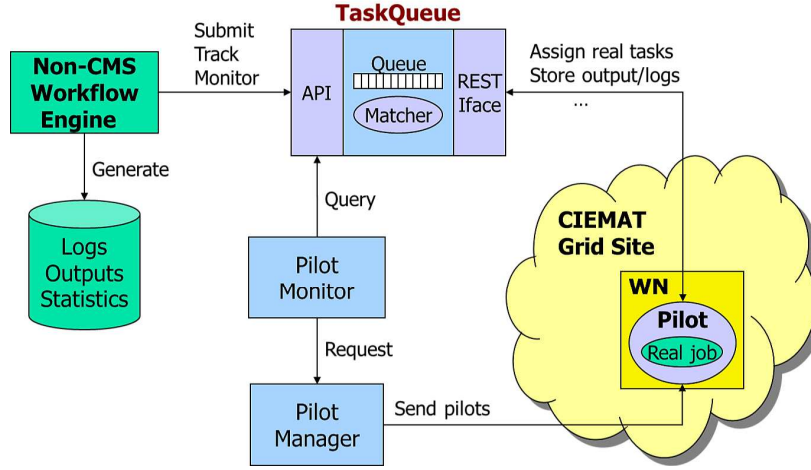 TaskQueue
Submit
Track
Monitor
Non-CMS
Workflow
Engine
API
Queue
Matcher
REST
Iface
Assign real tasks
Store output/logs
...
Generate
Logs
Outputs
Statistics
Query
Pilot
Monitor
Request
Pilot
Manager
Send pilots
CIEMAT
Grid Site
WN
Pilot
Real job